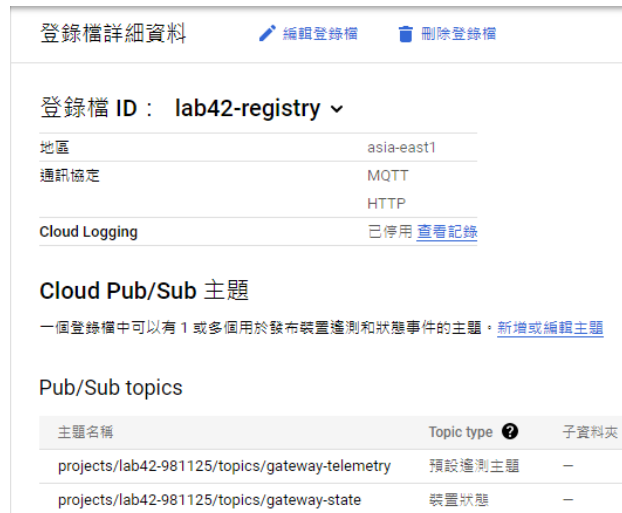 登錄檔詳細資料 編輯登錄檔 刪除登錄檔
登錄檔 ID： lab42-registry
地區 asia-east1
通訊協定 MQTT
HTTP
Cloud Logging 已停用 查看記錄
Cloud Pub/Sub 主題
一個登錄檔中可以有 1 或多個用於發布裝置遙測和狀態事件的主題。新增或編輯主題
Pub/Sub topics
主題名稱 Topic type ? 子資料夾
projects/lab42-981125/topics/gateway-telemetry 預設遙測主題 –
projects/lab42-981125/topics/gateway-state 裝置狀態 –